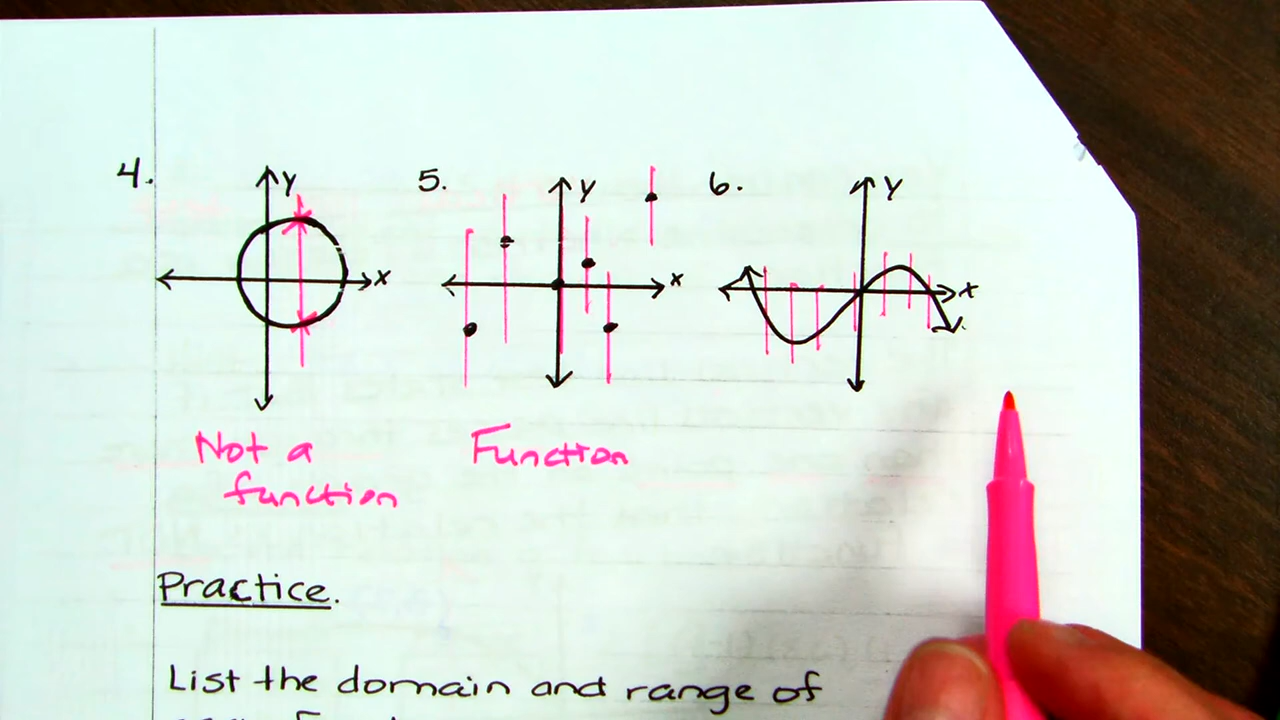 4. y x
5. y x
6. y x
Not a
function
Function
Practice.
List the domain and range of